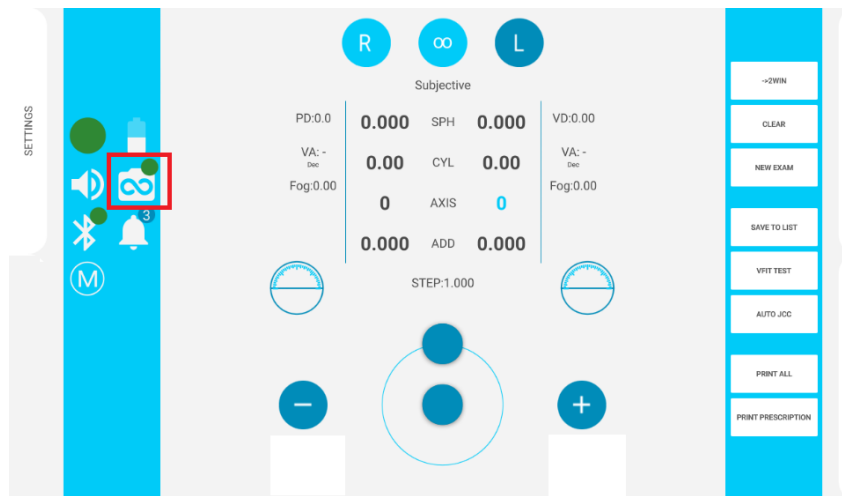 SETTINGS
3
M
R ∞ L
Subjective
PD:0.0
VA: -
Dec
Fog:0.00
0.000 SPH 0.000
0.00 CYL 0.00
0 AXIS 0
0.000 ADD 0.000
VD:0.00
VA: -
Dec
Fog:0.00
STEP:1.000
− +
->2WIN
CLEAR
NEW EXAM
SAVE TO LIST
VFIT TEST
AUTO JCC
PRINT ALL
PRINT PRESCRIPTION